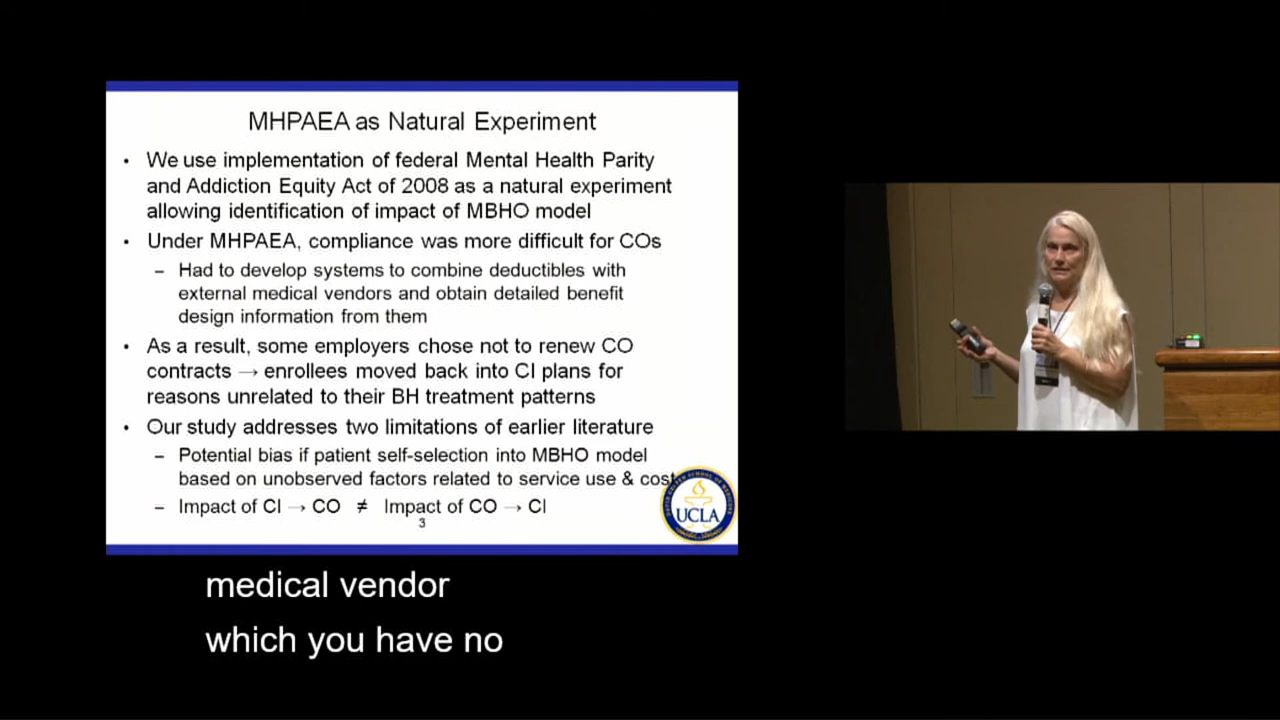 MHPAEA as Natural Experiment
• We use implementation of federal Mental Health Parity
and Addiction Equity Act of 2008 as a natural experiment
allowing identification of impact of MBHO model
• Under MHPAEA, compliance was more difficult for COs
– Had to develop systems to combine deductibles with
external medical vendors and obtain detailed benefit
design information from them
• As a result, some employers chose not to renew CO
contracts → enrollees moved back into CI plans for
reasons unrelated to their BH treatment patterns
• Our study addresses two limitations of earlier literature
– Potential bias if patient self-selection into MBHO model
based on unobserved factors related to service use & cost
– Impact of CI → CO ≠ Impact of CO → CI
3
UCLA
medical vendor
which you have no